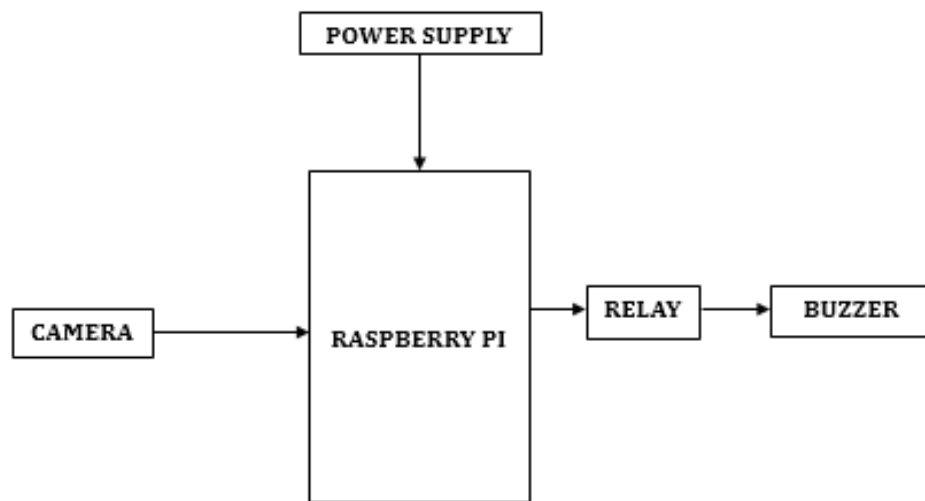 POWER SUPPLY
CAMERA
RASPBERRY PI
RELAY
BUZZER